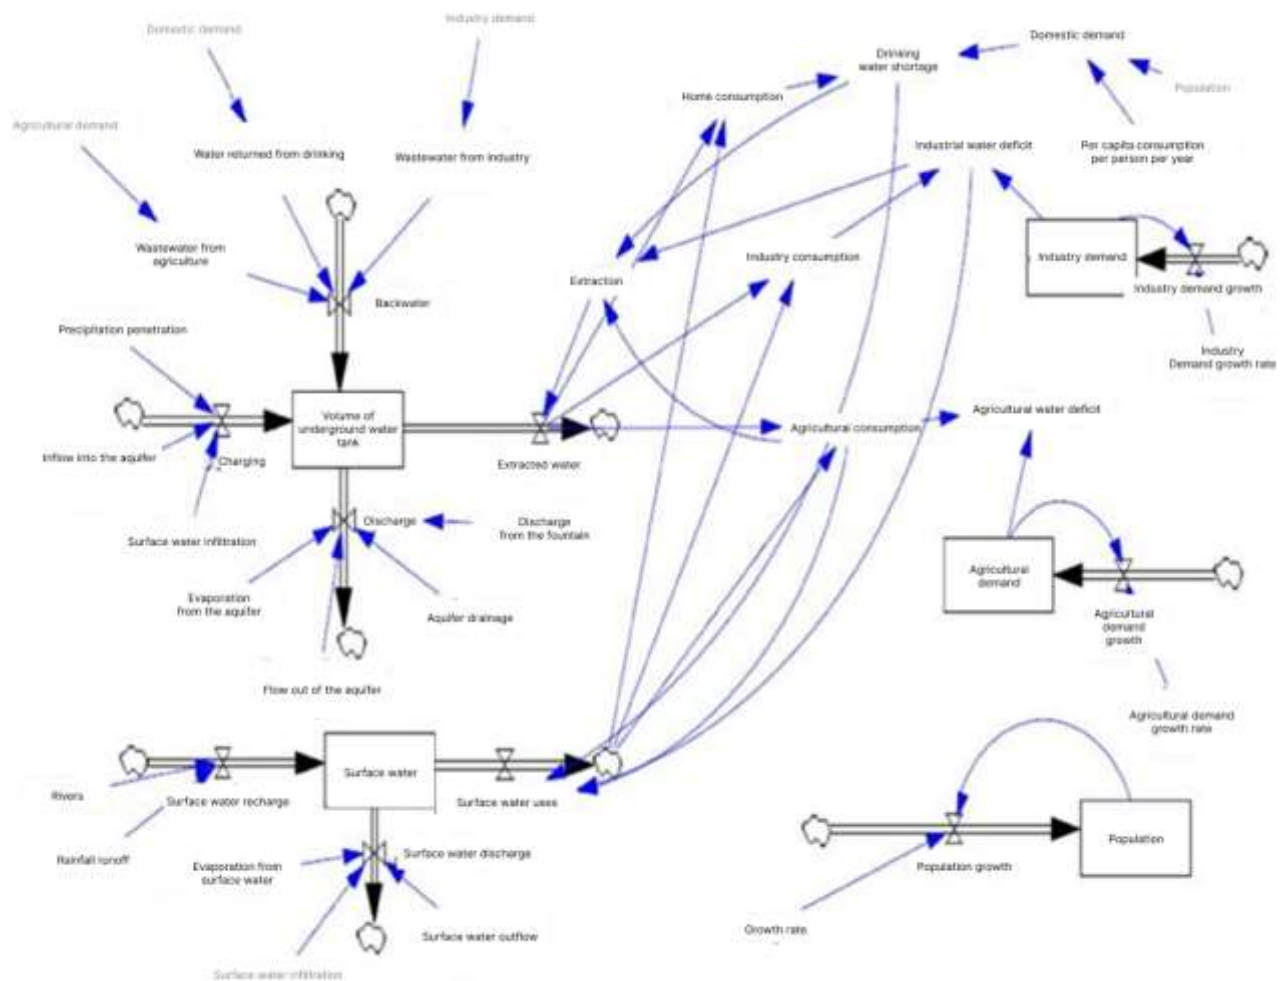 Domestic demand
Industry demand
Agricultural demand
Water returned from drinking
Wastewater from industry
Wastewater from
agriculture
Backwater
Precipitation penetration
Inflow into the aquifer
Charging
Surface water infiltration
Volume of
underground water
tank
Extracted water
Discharge
Discharge
from the fountain
Evaporation
from the aquifer
Aquifer drainage
Flow out of the aquifer
Rivers
Surface water recharge
Rainfall runoff
Surface water
Surface water uses
Evaporation from
surface water
Surface water discharge
Surface water outflow
Surface water infiltration
Drinking
water shortage
Home consumption
Domestic demand
Population
Per capita consumption
per person per year
Industrial water deficit
Extraction
Industry consumption
Industry demand
Industry demand growth
Industry
Demand growth rate
Agricultural consumption
Agricultural water deficit
Agricultural
demand
Agricultural
demand
growth
Agricultural demand
growth rate
Population growth
Population
Growth rate